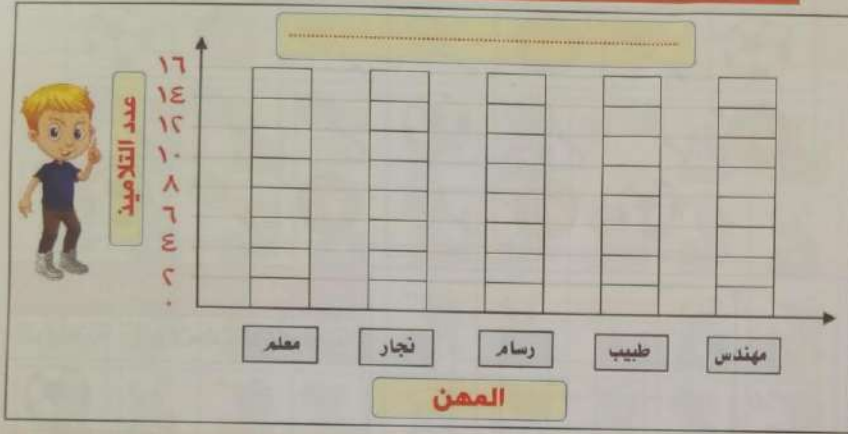 ١٦
١٤
١٢
١٠
٨
٦
٤
٢
٠
عدد التلاميذ
معلم
نجار
رسام
طبيب
مهندس
المهن